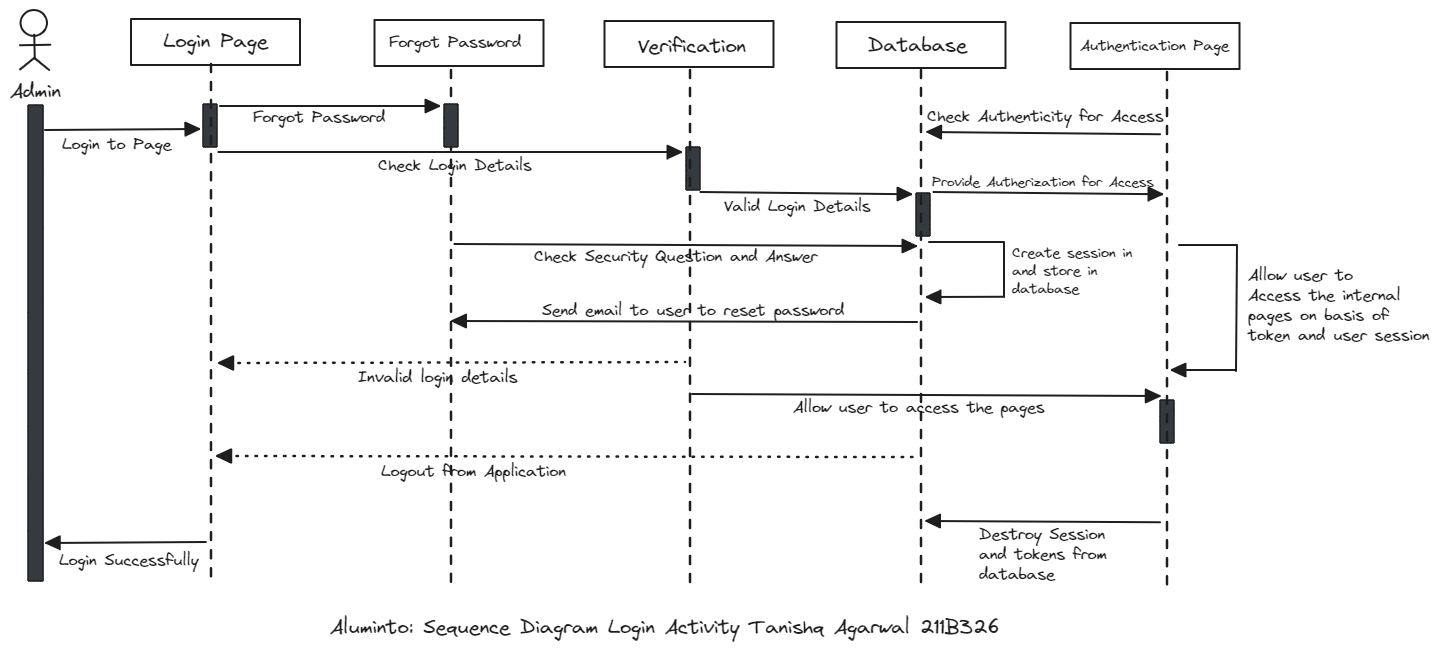 Login Page
Forgot Password
Verification
Database
Authentication Page
Admin
Forgot Password
Check Authenticity for Access
Login to Page
Check Login Details
Provide Autherization for Access
Valid Login Details
Check Security Question and Answer
Create session in
and store in
database
Allow user to
Access the internal
pages on basis of
token and user session
Send email to user to reset password
Invalid login details
Allow user to access the pages
Logout from Application
Destroy Session
and tokens from
database
Login Successfully
Aluminto: Sequence Diagram Login Activity Tanishq Agarwal 211B326